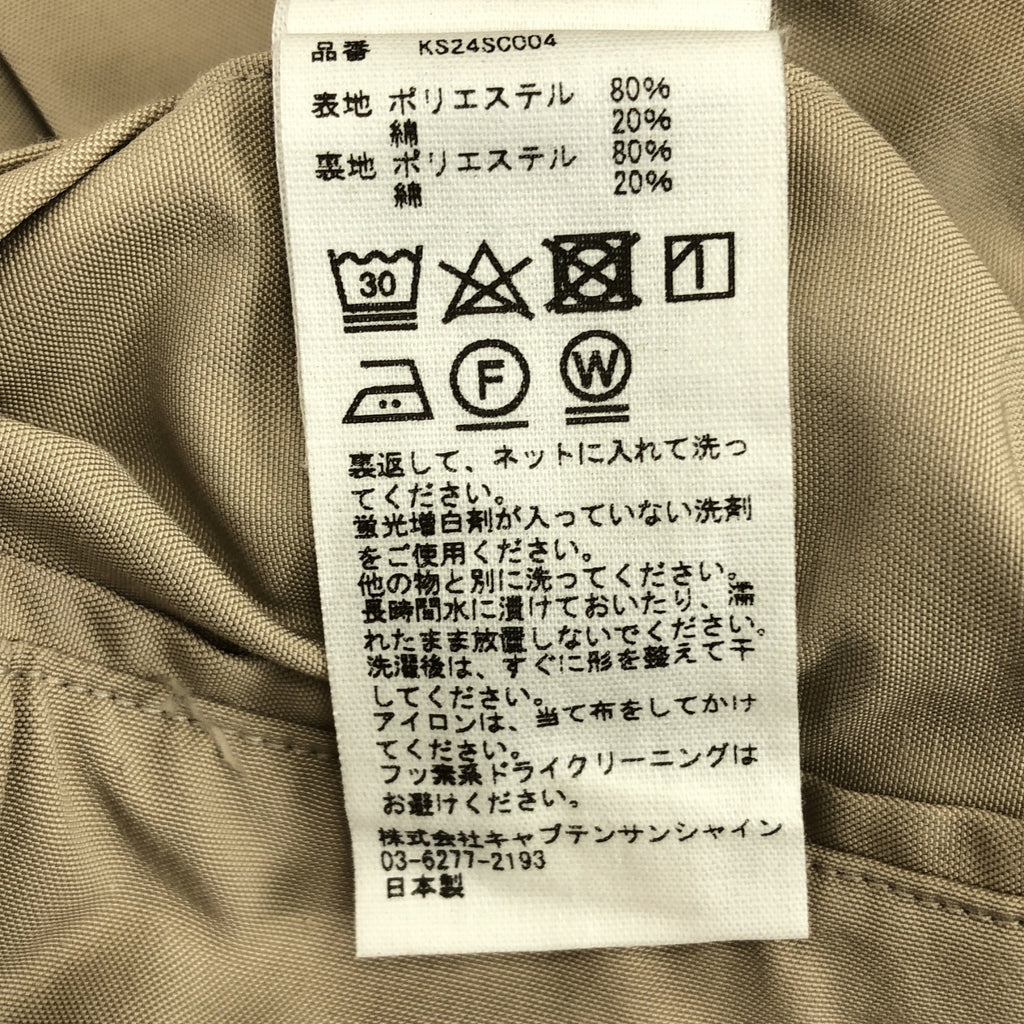 品番 KS24SC004
表地 ポリエステル 80%
綿 20%
裏地 ポリエステル 80%
綿 20%
30
F W
裏返して、ネットに入れて洗っ
てください。
蛍光増白剤が入っていない洗剤
をご使用ください。
他の物と別に洗ってください。
長時間水に漬けておいたり、濡
れたまま放置しないでください。
洗濯後は、すぐに形を整えて干
してください。
アイロンは、当て布をしてかけ
てください。
フッ素系ドライクリーニングは
お避けください。
株式会社キャプテンサンシャイン
03-6277-2193
日本製